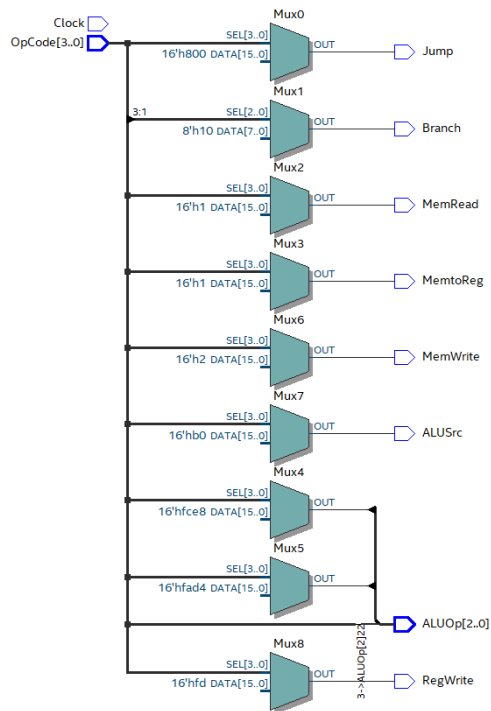 Clock
OpCode[3..0]
Mux0
SEL[3..0]
16'h800 DATA[15..0]
OUT
Jump
Mux1
3:1
SEL[2..0]
8'h10 DATA[7..0]
OUT
Branch
Mux2
SEL[3..0]
16'h1 DATA[15..0]
OUT
MemRead
Mux3
SEL[3..0]
16'h1 DATA[15..0]
OUT
MemtoReg
Mux6
SEL[3..0]
16'h2 DATA[15..0]
OUT
MemWrite
Mux7
SEL[3..0]
16'hb0 DATA[15..0]
OUT
ALUSrc
Mux4
SEL[3..0]
16'hfce8 DATA[15..0]
OUT
Mux5
SEL[3..0]
16'hfad4 DATA[15..0]
OUT
ALUOp[2..0]
Mux8
SEL[3..0]
16'hfd DATA[15..0]
OUT
RegWrite